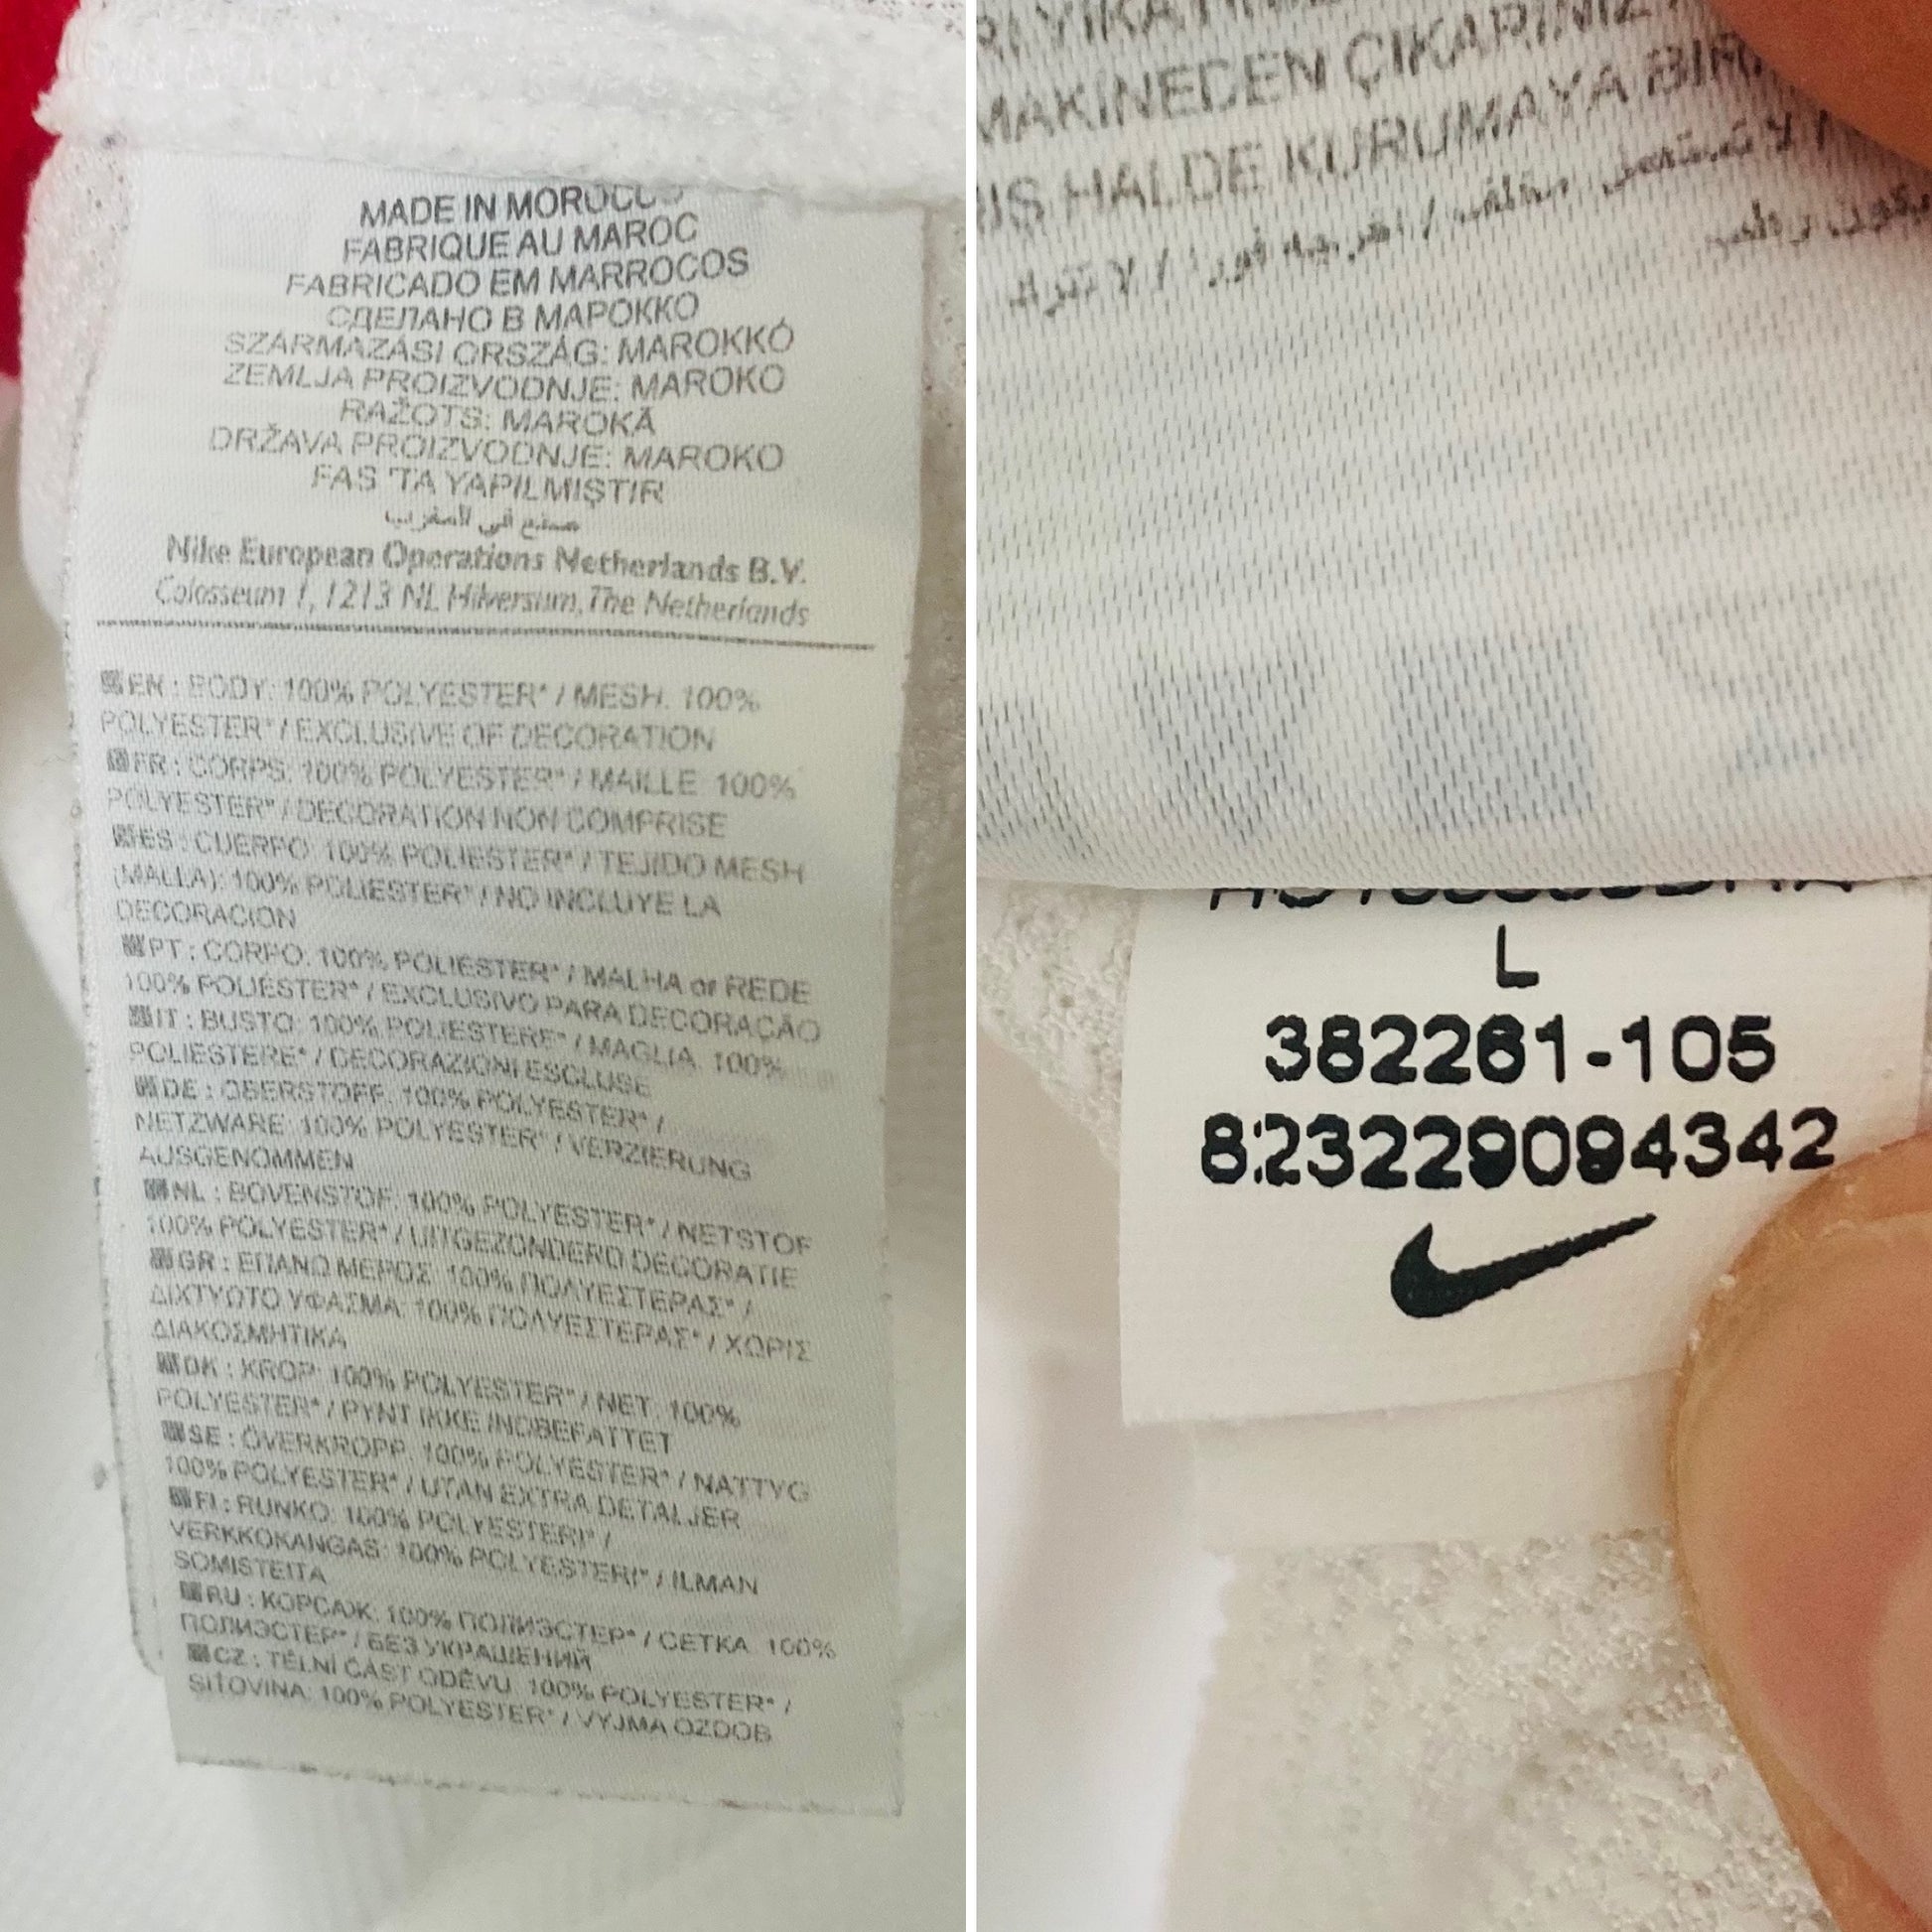 MADE IN MOROCCO
FABRIQUE AU MAROC
FABRICADO EM MARROCOS
СДЕЛАНО В МАРОККО
SZÁRMAZÁSI ORSZÁG: MAROKKÓ
ZEMLJA PROIZVODNJE: MAROKO
RAŽOTS: MAROKĀ
DRŽAVA PROIZVODNJE: MAROKO
FAS 'TA YAPILMIŞTIR
صنع في المغرب
Nike European Operations Netherlands B.V.
Colosseum 1, 1213 NL Hilversum, The Netherlands
EN : BODY: 100% POLYESTER* / MESH: 100%
POLYESTER* / EXCLUSIVE OF DECORATION
FR : CORPS: 100% POLYESTER* / MAILLE: 100%
POLYESTER* / DECORATION NON COMPRISE
ES : CUERPO: 100% POLIESTER* / TEJIDO MESH
(MALLA): 100% POLIESTER* / NO INCLUYE LA
DECORACION
PT : CORPO: 100% POLIÉSTER* / MALHA or REDE
100% POLIÉSTER* / EXCLUSIVO PARA DECORAÇÃO
IT : BUSTO: 100% POLIESTERE* / MAGLIA: 100%
POLIESTERE* / DECORAZIONI ESCLUSE
DE : OBERSTOFF: 100% POLYESTER* /
NETZWARE: 100% POLYESTER* / VERZIERUNG
AUSGENOMMEN
NL : BOVENSTOF: 100% POLYESTER* / NETSTOF
100% POLYESTER* / UITGEZONDERD DECORATIE
GR : ΕΠΑΝΩ ΜΕΡΟΣ: 100% ΠΟΛΥΕΣΤΕΡΑΣ* /
ΔΙΧΤΥΩΤΟ ΥΦΑΣΜΑ: 100% ΠΟΛΥΕΣΤΕΡΑΣ* / ΧΩΡΙΣ
ΔΙΑΚΟΣΜΗΤΙΚΑ
DK : KROP: 100% POLYESTER* / NET: 100%
POLYESTER* / PYNT IKKE INDBEFATTET
SE : ÖVERKROPP: 100% POLYESTER* / NATTYG
100% POLYESTER* / UTAN EXTRA DETALJER
FI : RUNKO: 100% POLYESTERI* /
VERKKOKANGAS: 100% POLYESTERI* / ILMAN
SOMISTEITA
RU : КОРСАЖ: 100% ПОЛИЭСТЕР* / СЕТКА: 100%
ПОЛИЭСТЕР* / БЕЗ УКРАШЕНИЙ
CZ : TĚLNÍ ČÁST ODĚVU: 100% POLYESTER* /
SÍŤOVINA: 100% POLYESTER* / VYJMA OZDOB
MAKINEDEN ÇIKARINIZ
HALDE KURUMAYA
L
382261-105
823229094342